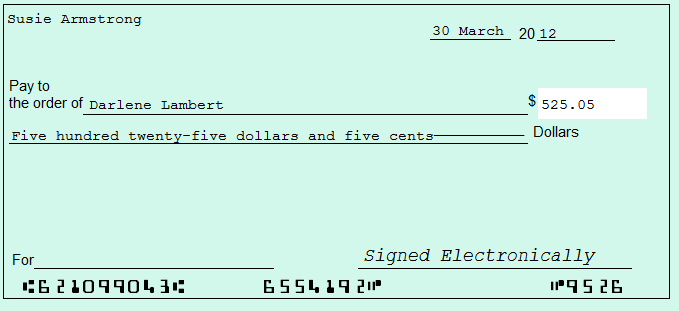 Susie Armstrong
30 March 2012
Pay to
the order of Darlene Lambert $ 525.05
Five hundred twenty-five dollars and five cents Dollars
For Signed Electronically
⑆621099043⑆ 6554192⑈ ⑈9526